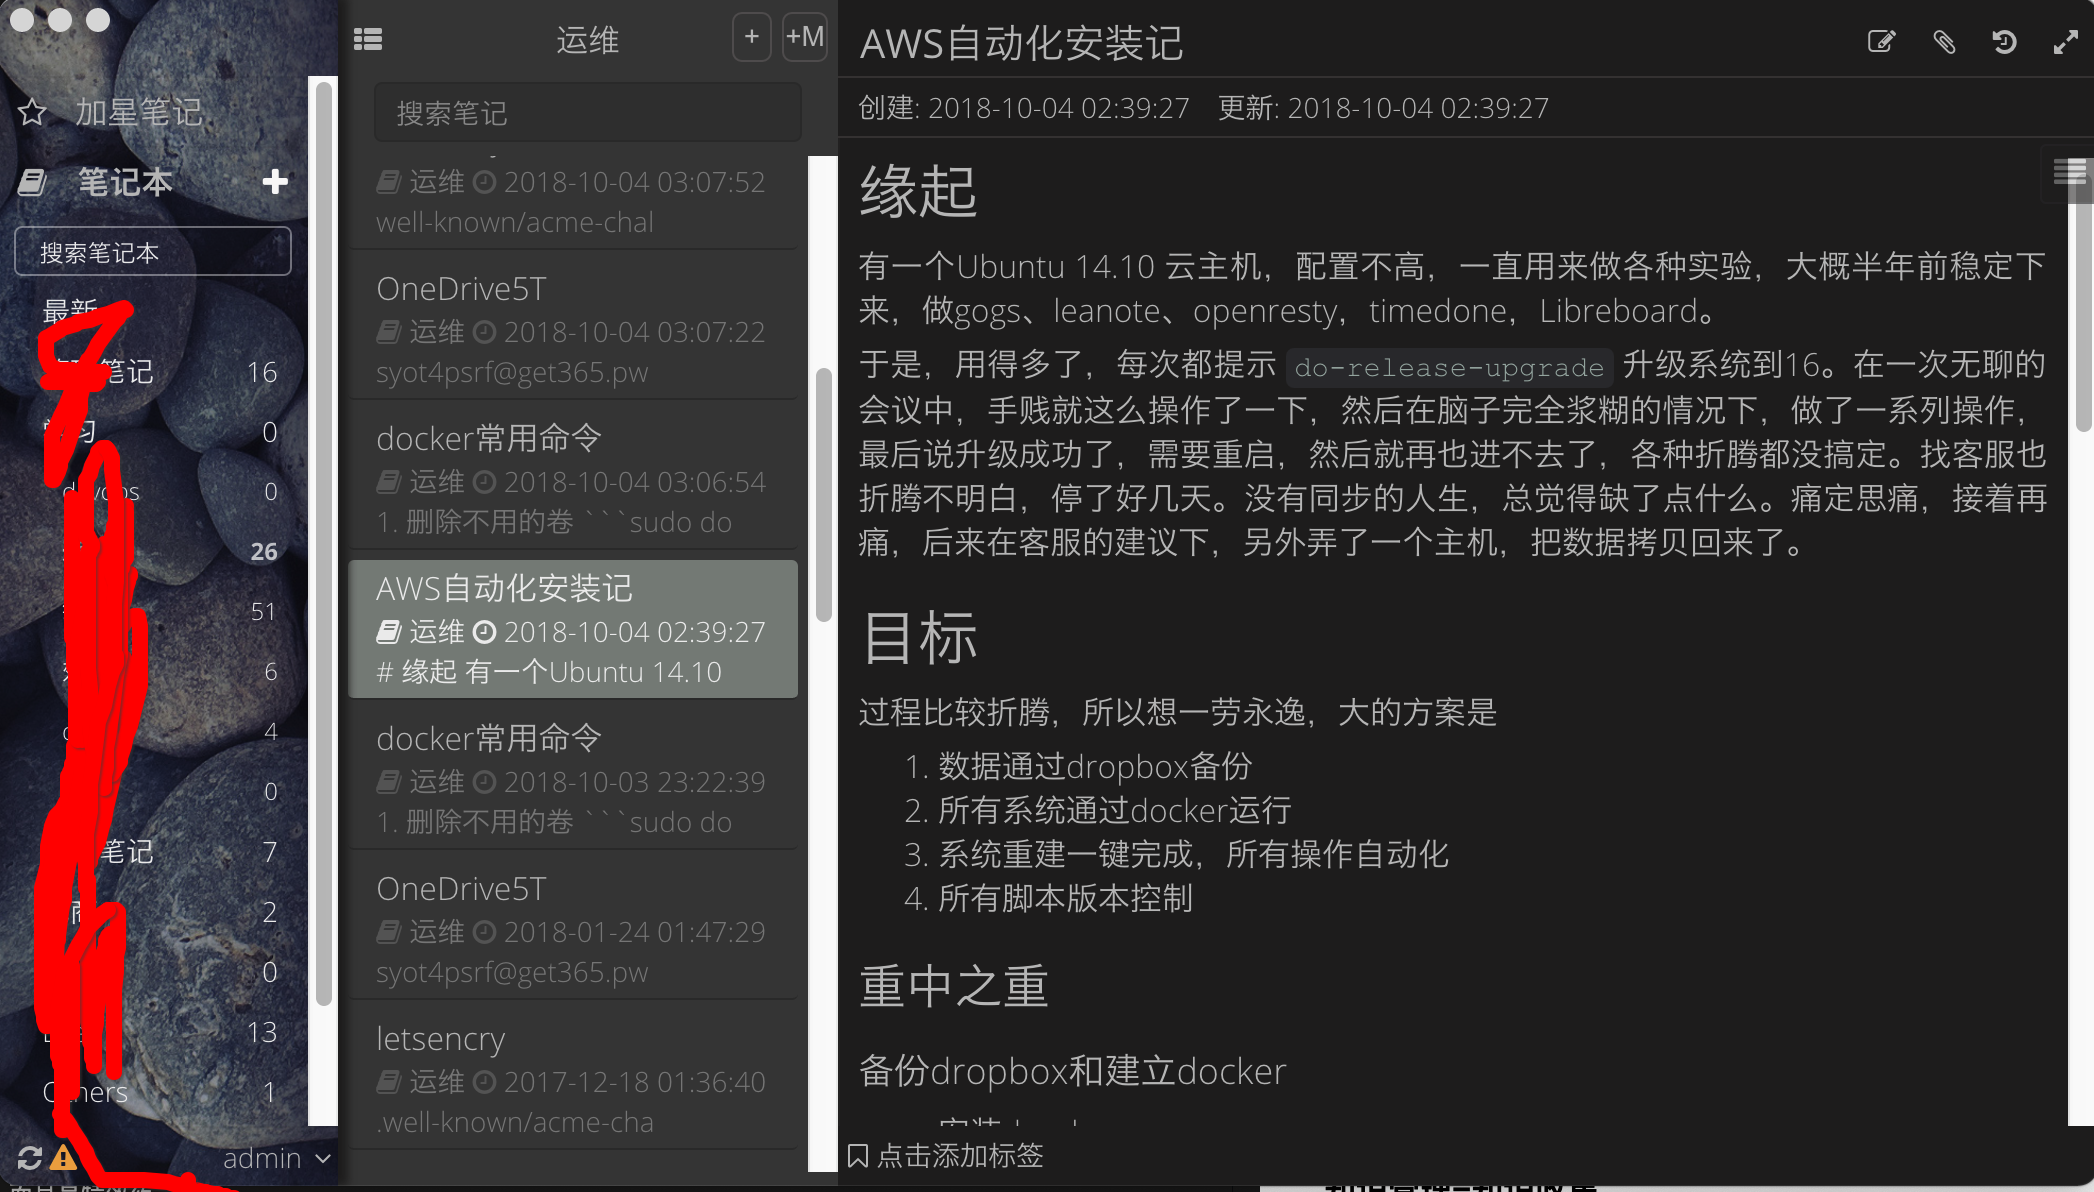 加星笔记
笔记本
搜索笔记本
最新
笔记 16
0
0
26
51
6
4
0
笔记 7
2
0
13
1
admin
运维
+ +M
搜索笔记
运维 2018-10-04 03:07:52
well-known/acme-chal
OneDrive5T
运维 2018-10-04 03:07:22
syot4psrf@get365.pw
docker常用命令
运维 2018-10-04 03:06:54
1. 删除不用的卷 ```sudo do
AWS自动化安装记
运维 2018-10-04 02:39:27
# 缘起 有一个Ubuntu 14.10
docker常用命令
运维 2018-10-03 23:22:39
1. 删除不用的卷 ```sudo do
OneDrive5T
运维 2018-01-24 01:47:29
syot4psrf@get365.pw
letsencry
运维 2017-12-18 01:36:40
.well-known/acme-cha
AWS自动化安装记
创建: 2018-10-04 02:39:27 更新: 2018-10-04 02:39:27
缘起
有一个Ubuntu 14.10 云主机，配置不高，一直用来做各种实验，大概半年前稳定下
来，做gogs、leanote、openresty，timedone，Libreboard。
于是，用得多了，每次都提示 do-release-upgrade 升级系统到16。在一次无聊的
会议中，手贱就这么操作了一下，然后在脑子完全浆糊的情况下，做了一系列操作，
最后说升级成功了，需要重启，然后就再也进不去了，各种折腾都没搞定。找客服也
折腾不明白，停了好几天。没有同步的人生，总觉得缺了点什么。痛定思痛，接着再
痛，后来在客服的建议下，另外弄了一个主机，把数据拷贝回来了。
目标
过程比较折腾，所以想一劳永逸，大的方案是
1. 数据通过dropbox备份
2. 所有系统通过docker运行
3. 系统重建一键完成，所有操作自动化
4. 所有脚本版本控制
重中之重
备份dropbox和建立docker
点击添加标签